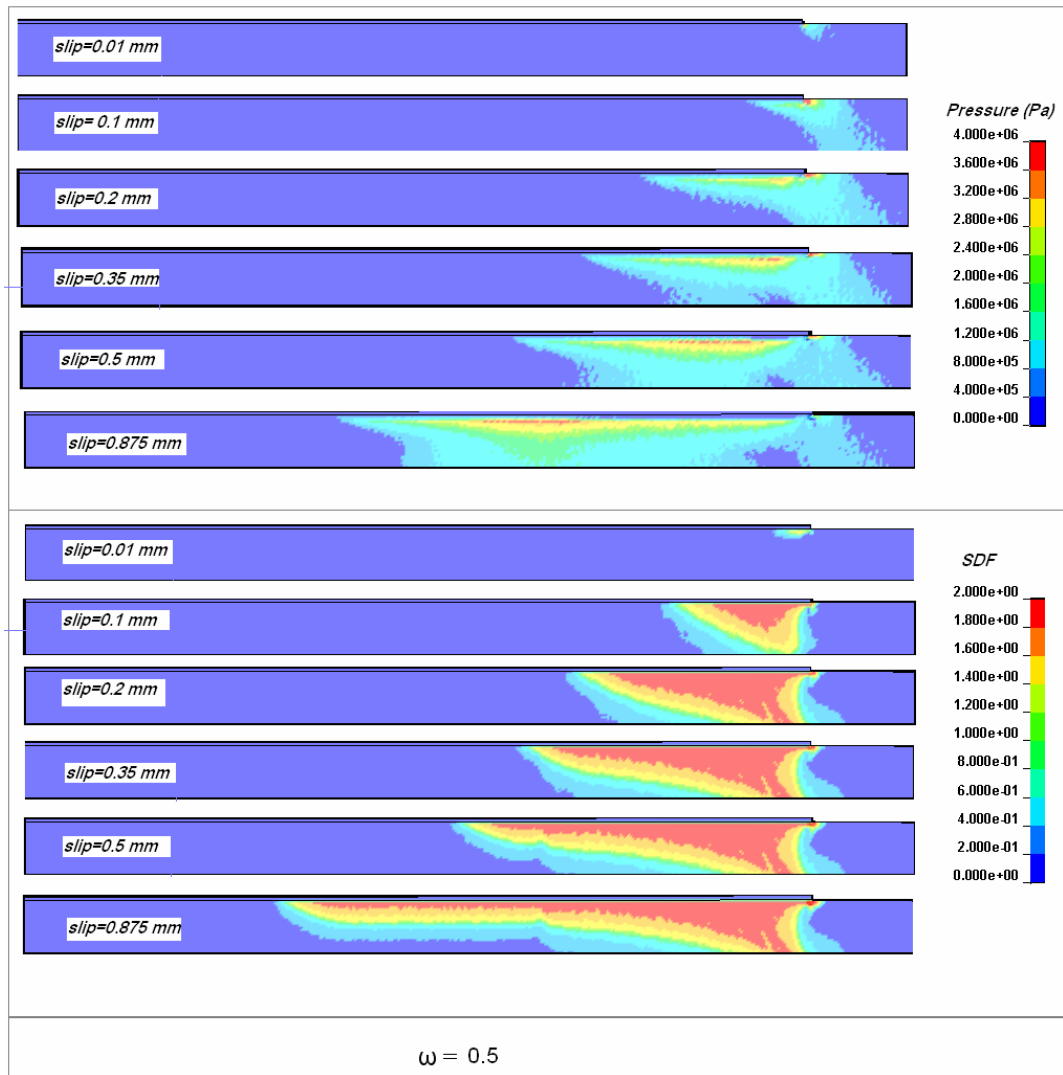 slip=0.01 mm
slip= 0.1 mm
slip=0.2 mm
slip=0.35 mm
slip=0.5 mm
slip=0.875 mm
Pressure (Pa)
4.000e+06
3.600e+06
3.200e+06
2.800e+06
2.400e+06
2.000e+06
1.600e+06
1.200e+06
8.000e+05
4.000e+05
0.000e+00
slip=0.01 mm
slip=0.1 mm
slip=0.2 mm
slip=0.35 mm
slip=0.5 mm
slip=0.875 mm
SDF
2.000e+00
1.800e+00
1.600e+00
1.400e+00
1.200e+00
1.000e+00
8.000e-01
6.000e-01
4.000e-01
2.000e-01
0.000e+00
ω = 0.5